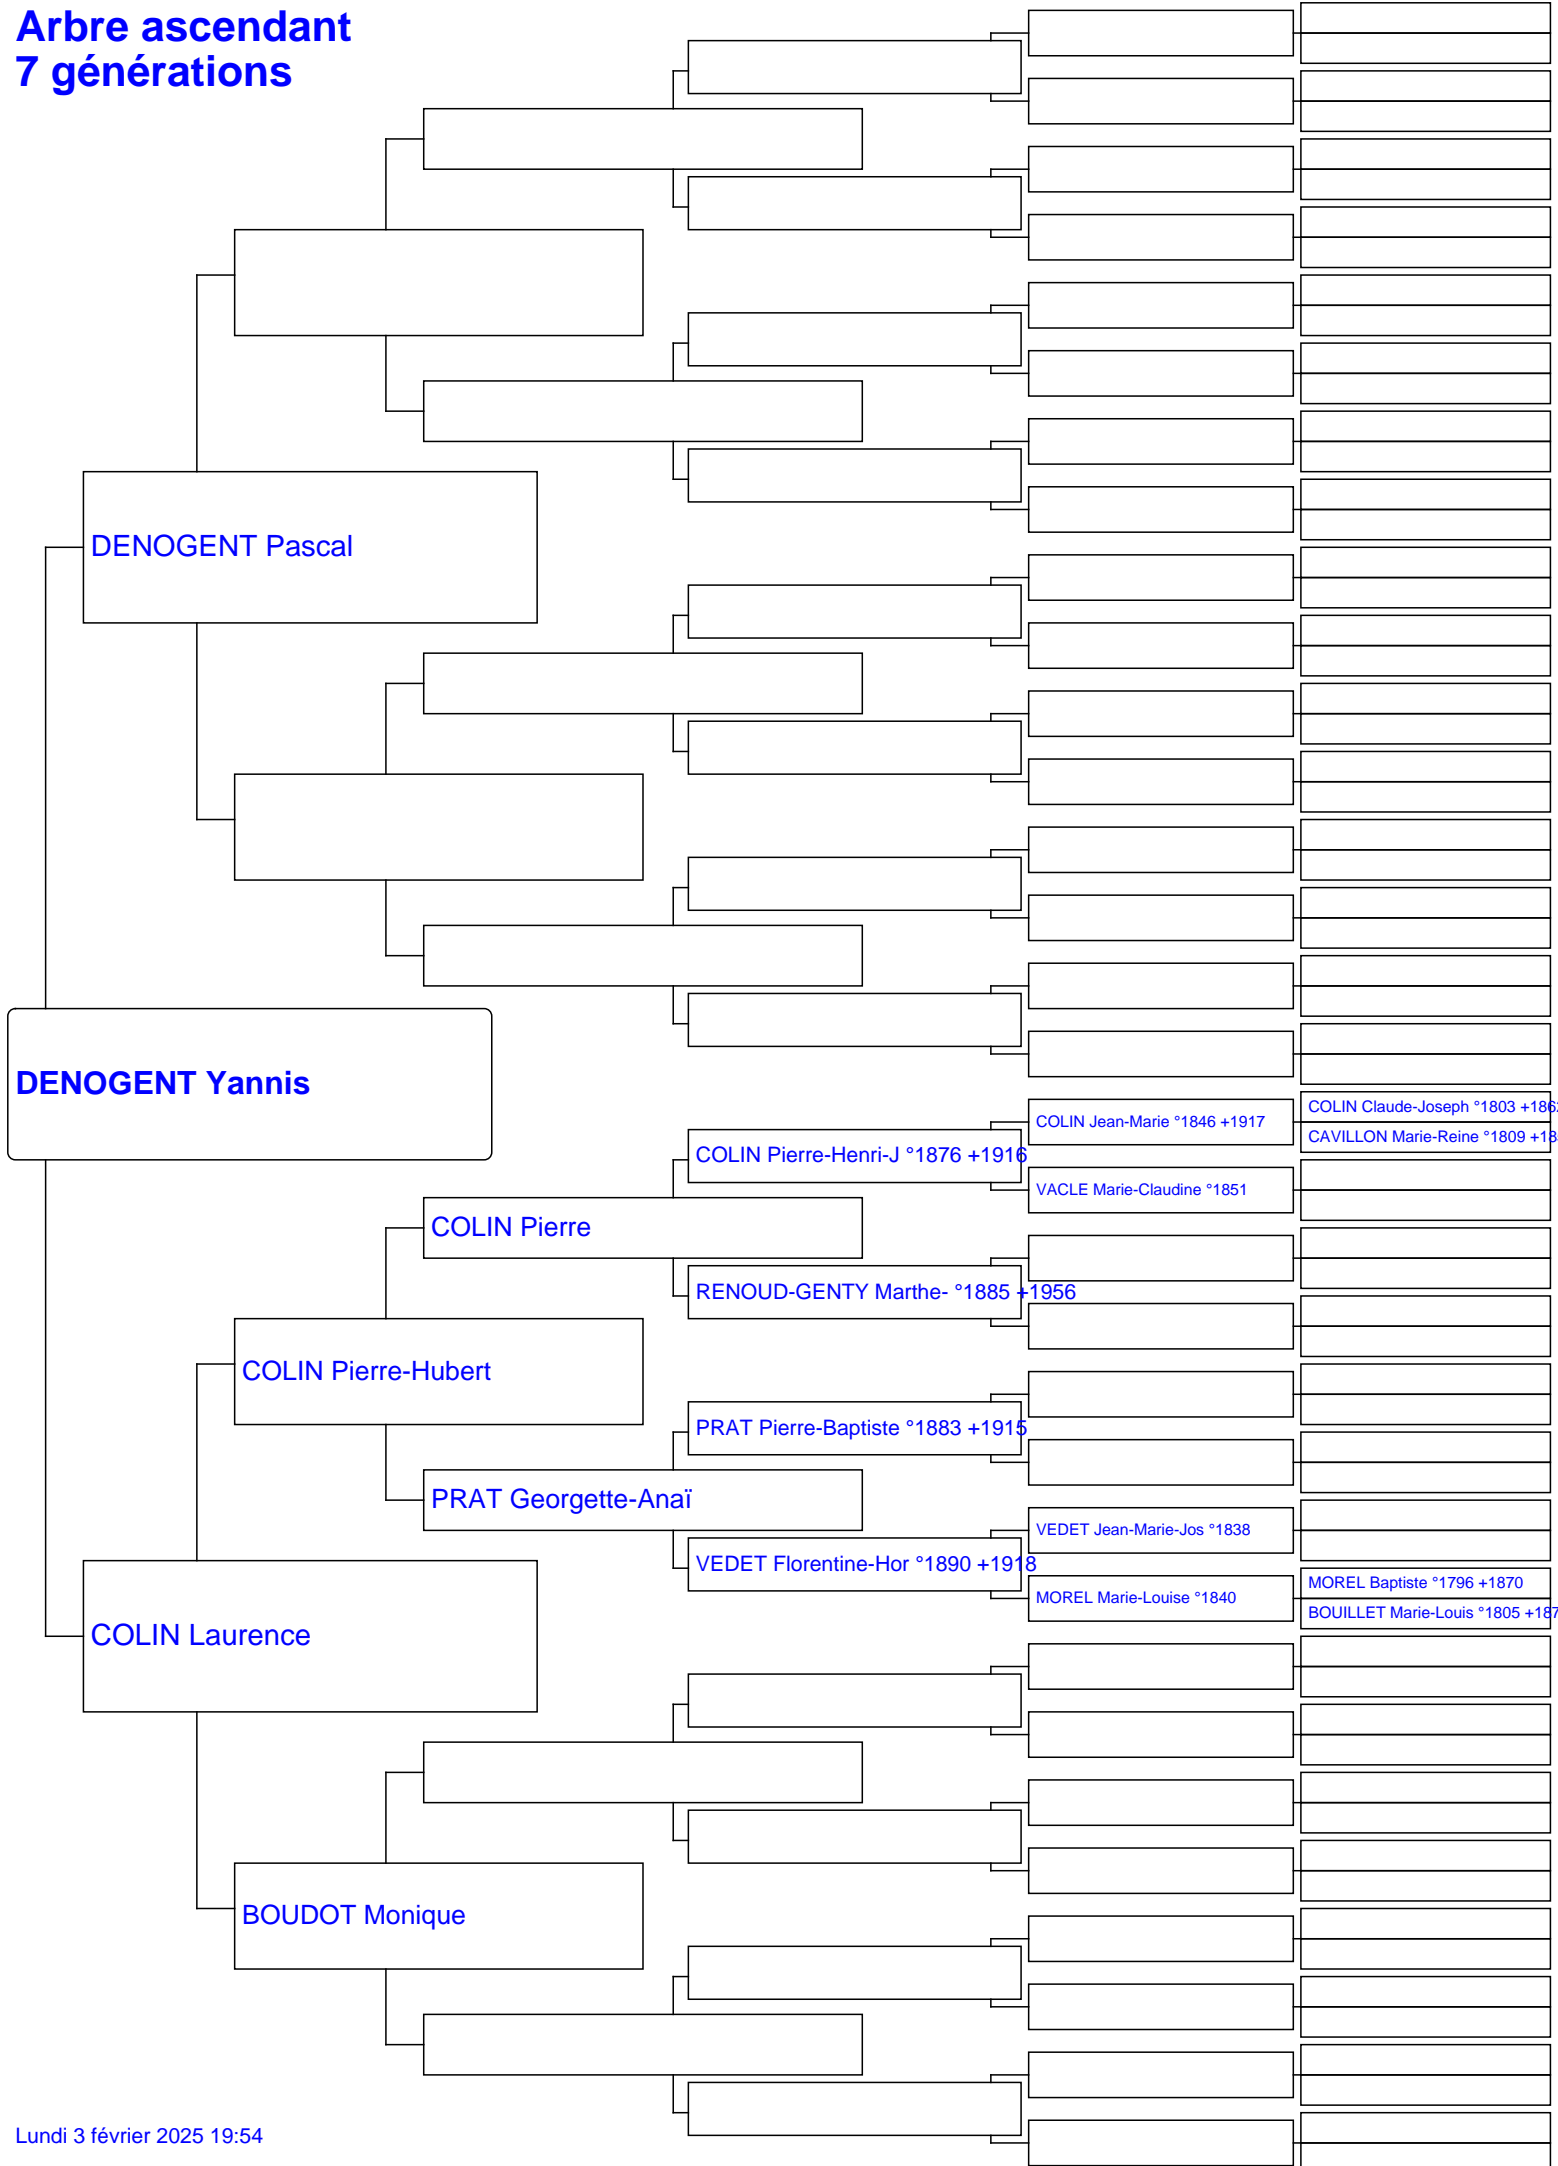 Arbre ascendant
7 générations
DENOGENT Pascal
DENOGENT Yannis
COLIN Claude-Joseph °1803 +186
COLIN Jean-Marie °1846 +1917
CAVILLON Marie-Reine °1809 +18
COLIN Pierre-Henri-J °1876 +1916
VACLE Marie-Claudine °1851
COLIN Pierre
RENOUD-GENTY Marthe- °1885 +1956
COLIN Pierre-Hubert
PRAT Pierre-Baptiste °1883 +1915
PRAT Georgette-Anaï
VEDET Jean-Marie-Jos °1838
VEDET Florentine-Hor °1890 +1918
MOREL Baptiste °1796 +1870
MOREL Marie-Louise °1840
BOUILLET Marie-Louis °1805 +187
COLIN Laurence
BOUDOT Monique
Lundi 3 février 2025 19:54